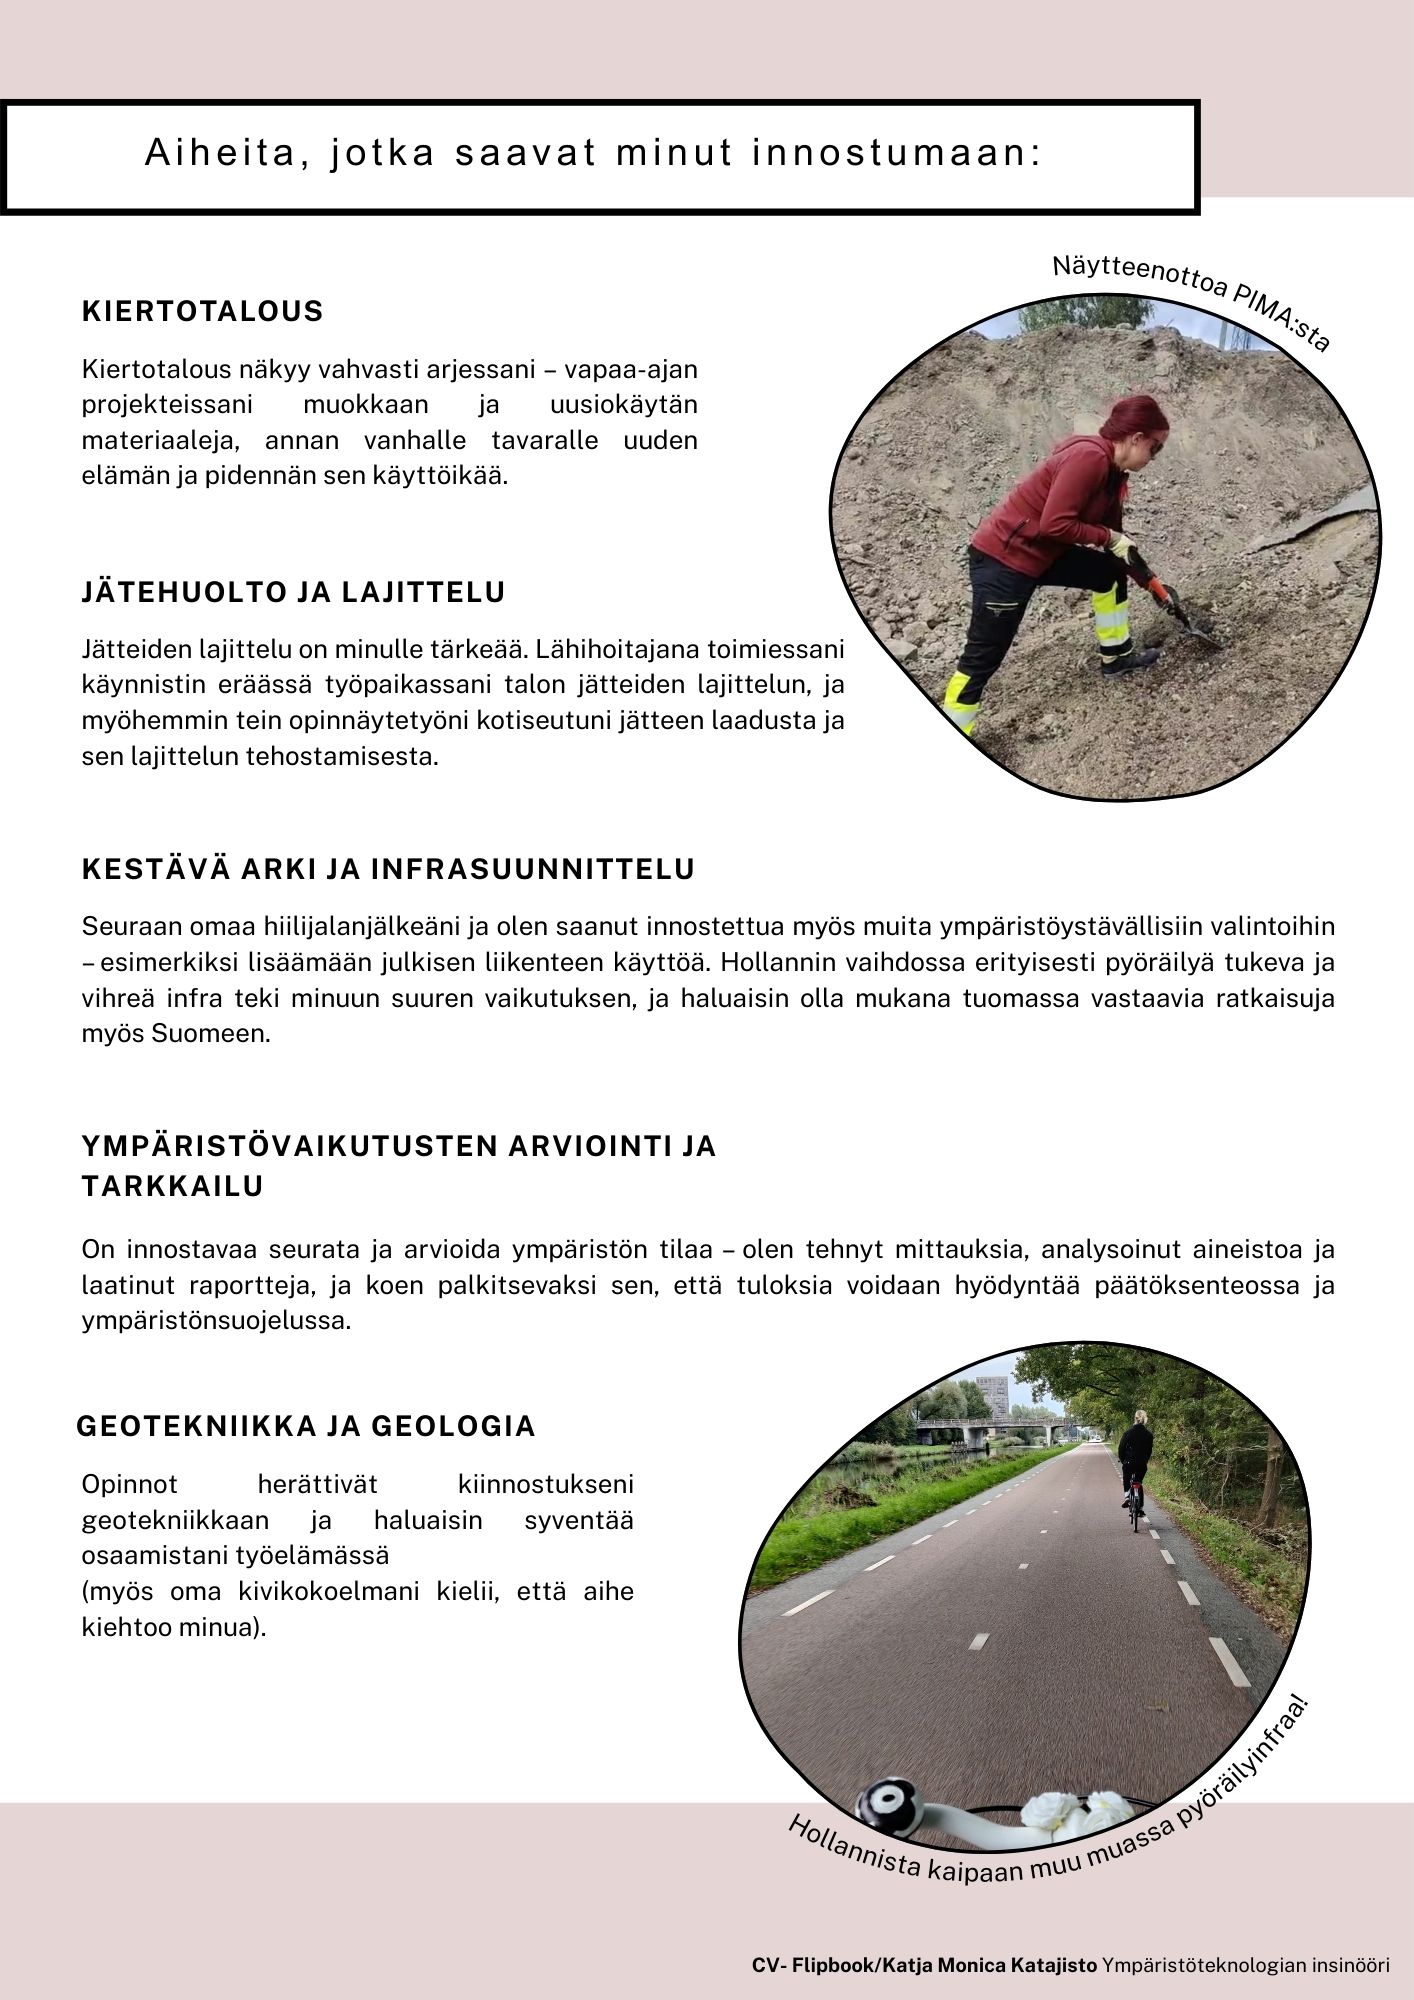 Aiheita, jotka saavat minut innostumaan:
Näytteenottoa PIMA:sta
KIERTOTALOUS
Kiertotalous näkyy vahvasti arjessani – vapaa-ajan
projekteissani muokkaan ja uusiokäytän
materiaaleja, annan vanhalle tavaralle uuden
elämän ja pidennän sen käyttöikää.
JÄTEHUOLTO JA LAJITTELU
Jätteiden lajittelu on minulle tärkeää. Lähihoitajana toimiessani
käynnistin eräässä työpaikassani talon jätteiden lajittelun, ja
myöhemmin tein opinnäytetyöni kotiseutuni jätteen laadusta ja
sen lajittelun tehostamisesta.
KESTÄVÄ ARKI JA INFRASUUNNITTELU
Seuraan omaa hiilijalanjälkeäni ja olen saanut innostettua myös muita ympäristöystävällisiin valintoihin
– esimerkiksi lisäämään julkisen liikenteen käyttöä. Hollannin vaihdossa erityisesti pyöräilyä tukeva ja
vihreä infra teki minuun suuren vaikutuksen, ja haluaisin olla mukana tuomassa vastaavia ratkaisuja
myös Suomeen.
YMPÄRISTÖVAIKUTUSTEN ARVIOINTI JA
TARKKAILU
On innostavaa seurata ja arvioida ympäristön tilaa – olen tehnyt mittauksia, analysoinut aineistoa ja
laatinut raportteja, ja koen palkitsevaksi sen, että tuloksia voidaan hyödyntää päätöksenteossa ja
ympäristönsuojelussa.
GEOTEKNIIKKA JA GEOLOGIA
Opinnot herättivät kiinnostukseni
geotekniikkaan ja haluaisin syventää
osaamistani työelämässä
(myös oma kivikokoelmani kielii, että aihe
kiehtoo minua).
Hollannista kaipaan muu muassa pyöräilyinfraa!
CV- Flipbook/Katja Monica Katajisto Ympäristöteknologian insinööri